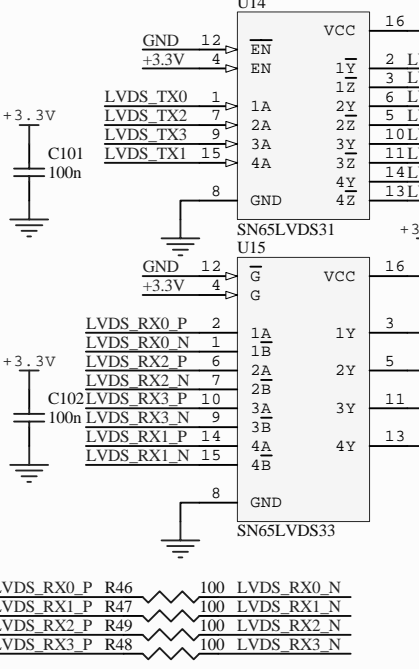 U14
16
VCC
GND 12 EN
+3.3V 4 EN
1Y 2
1Z 3
LVDS_TX0 1 1A 2Y 6
LVDS_TX2 7 2A 2Z 5
LVDS_TX3 9 3A 3Y 10
LVDS_TX1 15 4A 3Z 11
4Y 14
8 GND 4Z 13
+3.3V
C101
100n
SN65LVDS31
U15
GND 12 G VCC 16
+3.3V 4 G
LVDS_RX0_P 2 1A 1Y 3
LVDS_RX0_N 1 1B
LVDS_RX2_P 6 2A 2Y 5
LVDS_RX2_N 7 2B
LVDS_RX3_P 10 3A 3Y 11
LVDS_RX3_N 9 3B
LVDS_RX1_P 14 4A 4Y 13
LVDS_RX1_N 15 4B
+3.3V
C102
100n
8 GND
SN65LVDS33
LVDS_RX0_P R46 100 LVDS_RX0_N
LVDS_RX1_P R47 100 LVDS_RX1_N
LVDS_RX2_P R49 100 LVDS_RX2_N
LVDS_RX3_P R48 100 LVDS_RX3_N